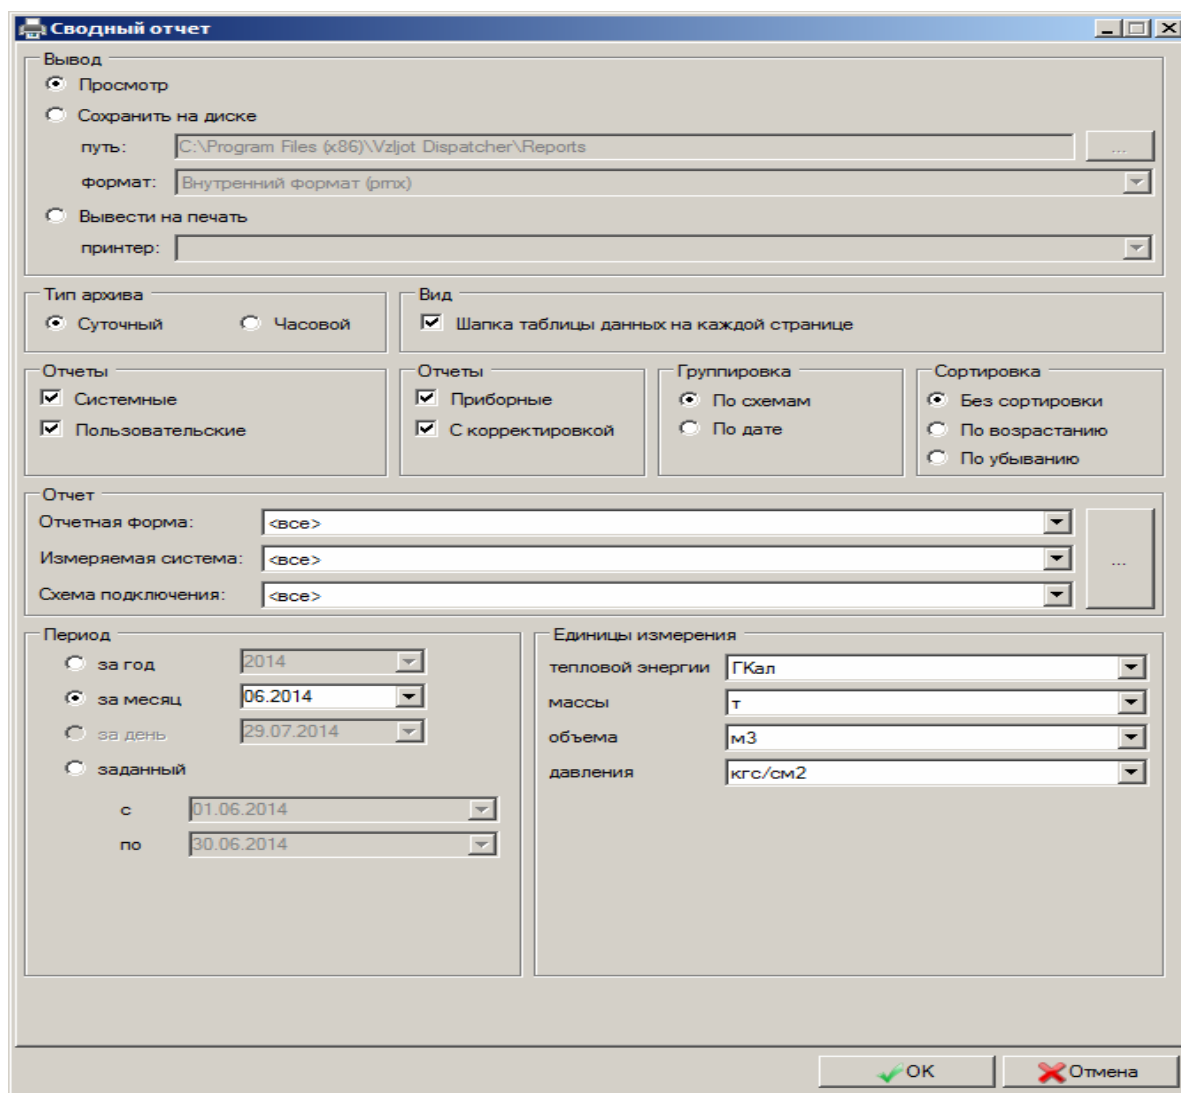 Сводный отчет
Вывод
Просмотр
Сохранить на диске
путь: C:\Program Files (x86)\Vzljot Dispatcher\Reports ...
формат: Внутренний формат (prnx)
Вывести на печать
принтер:
Тип архива Вид
Суточный Часовой Шапка таблицы данных на каждой странице
Отчеты Отчеты Группировка Сортировка
Системные Приборные По схемам Без сортировки
Пользовательские С корректировкой По дате По возрастанию
По убыванию
Отчет
Отчетная форма: <все>
Измеряемая система: <все> ...
Схема подключения: <все>
Период Единицы измерения
за год 2014 тепловой энергии ГКал
за месяц 06.2014 массы т
за день 29.07.2014 объема м3
заданный давления кгс/см2
с 01.06.2014
по 30.06.2014
OK Отмена